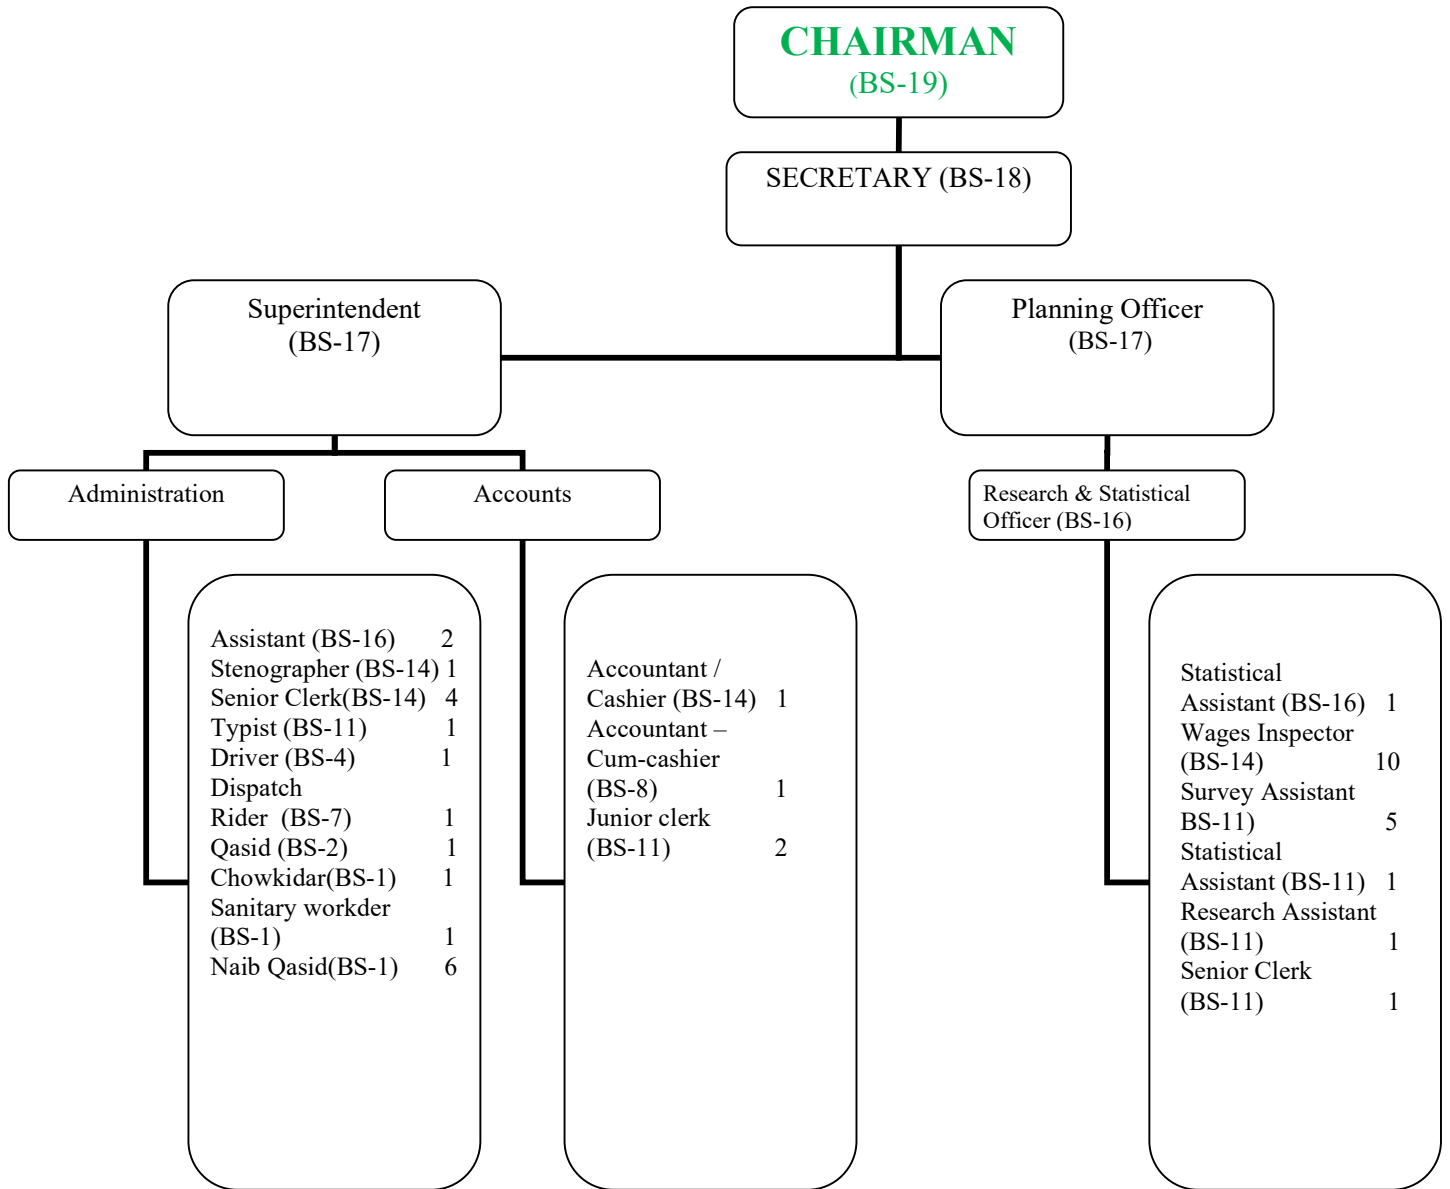 CHAIRMAN
(BS-19)
SECRETARY (BS-18)
Superintendent
(BS-17)
Planning Officer
(BS-17)
Administration
Accounts
Research & Statistical
Officer (BS-16)
Assistant (BS-16) 2
Stenographer (BS-14) 1
Senior Clerk(BS-14) 4
Typist (BS-11) 1
Driver (BS-4) 1
Dispatch
Rider (BS-7) 1
Qasid (BS-2) 1
Chowkidar(BS-1) 1
Sanitary workder
(BS-1) 1
Naib Qasid(BS-1) 6
Accountant /
Cashier (BS-14) 1
Accountant –
Cum-cashier
(BS-8) 1
Junior clerk
(BS-11) 2
Statistical
Assistant (BS-16) 1
Wages Inspector
(BS-14) 10
Survey Assistant
BS-11) 5
Statistical
Assistant (BS-11) 1
Research Assistant
(BS-11) 1
Senior Clerk
(BS-11) 1